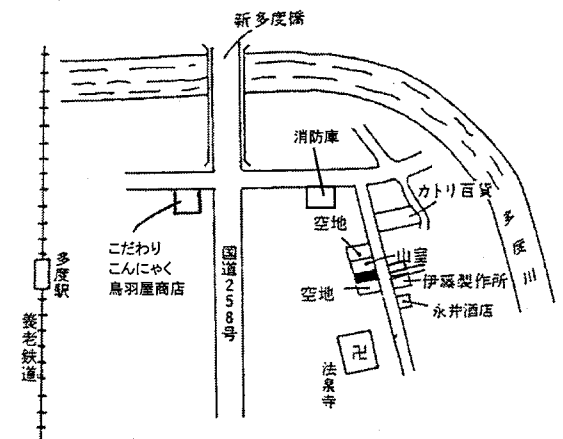 新多度橋
消防庫
カトリ百貨
空地
多度川
こだわり
こんにゃく
鳥羽屋商店
国道258号
山室
伊藤製作所
空地
永井酒店
多度駅
養老鉄道
卍
法泉寺